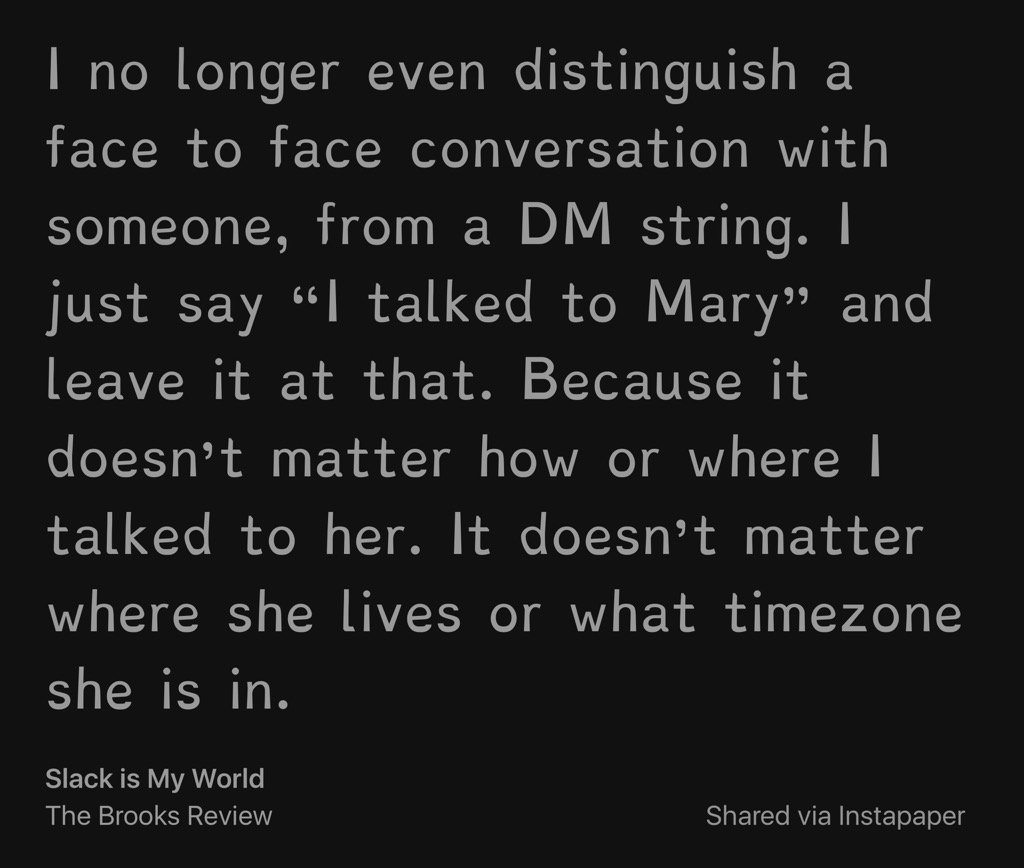 I no longer even distinguish a
face to face conversation with
someone, from a DM string. I
just say “I talked to Mary” and
leave it at that. Because it
doesn’t matter how or where I
talked to her. It doesn’t matter
where she lives or what timezone
she is in.
Slack is My World
The Brooks Review
Shared via Instapaper